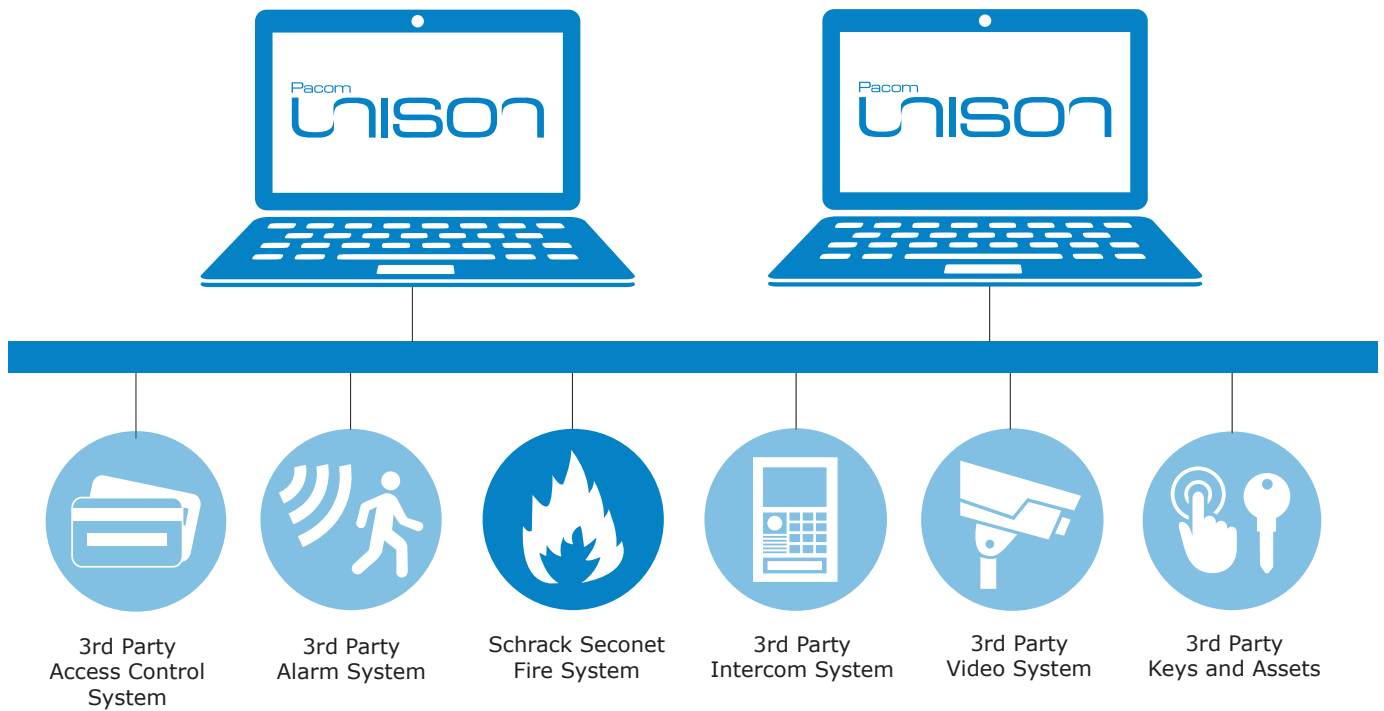 Pacom
UNISON
Pacom
UNISON
3rd Party
Access Control
System
3rd Party
Alarm System
Schrack Seconet
Fire System
3rd Party
Intercom System
3rd Party
Video System
3rd Party
Keys and Assets